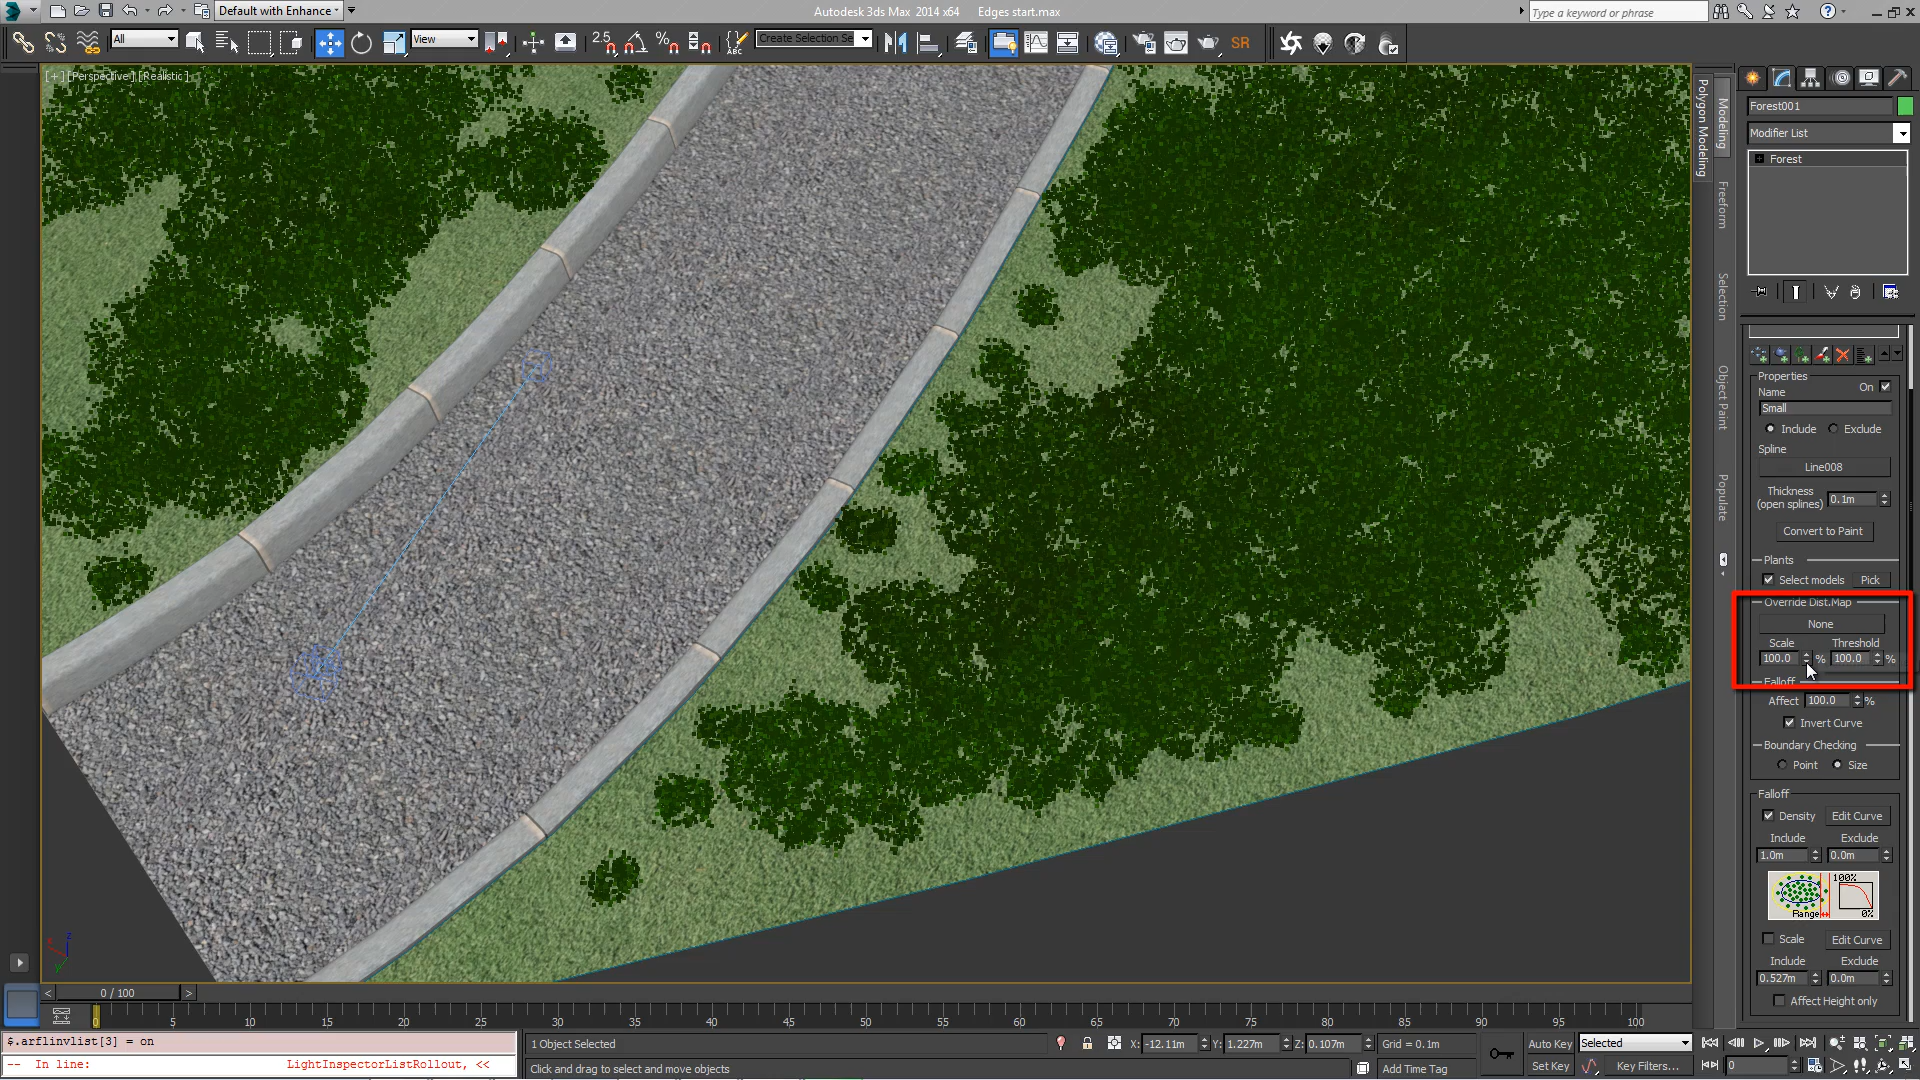 Default with Enhance
Autodesk 3ds Max 2014 x64 Edges start.max
Type a keyword or phrase
All
View
2.5
Create Selection Se
SR
[+] [Perspective] [Realistic]
Polygon Modeling
Modeling
Freeform
Selection
Object Paint
Populate
Forest001
Modifier List
Forest
Properties
On
Name
Small
Include Exclude
Spline
Line008
Thickness
(open splines) 0.1m
Convert to Paint
Plants
Select models Pick
Override Dist.Map
None
Scale Threshold
100.0 % 100.0 %
Falloff
Affect 100.0 %
Invert Curve
Boundary Checking
Point Size
Falloff
Density Edit Curve
Include Exclude
1.0m 0.0m
100%
Range 0%
Scale Edit Curve
Include Exclude
0.527m 0.0m
Affect Height only
z
x
y
< 0 / 100 >
0 5 10 15 20 25 30 35 40 45 50 55 60 65 70 75 80 85 90 95 100
$.arflinvlist[3] = on
-- In line: LightInspectorListRollout, <<
1 Object Selected
X: -12.11m Y: 1.227m Z: 0.107m Grid = 0.1m
Click and drag to select and move objects
Add Time Tag
Auto Key Selected
Set Key Key Filters...
0